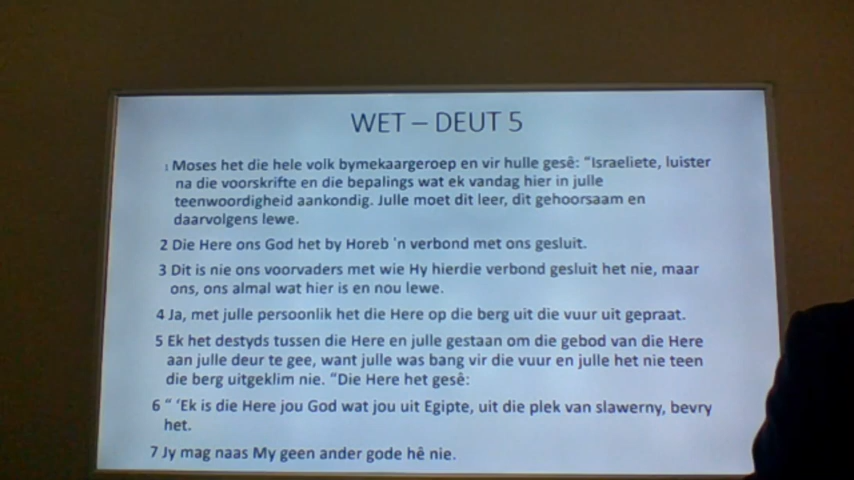 WET – DEUT 5
1 Moses het die hele volk bymekaargeroep en vir hulle gesê: “Israeliete, luister
na die voorskrifte en die bepalings wat ek vandag hier in julle
teenwoordigheid aankondig. Julle moet dit leer, dit gehoorsaam en
daarvolgens lewe.
2 Die Here ons God het by Horeb 'n verbond met ons gesluit.
3 Dit is nie ons voorvaders met wie Hy hierdie verbond gesluit het nie, maar
ons, ons almal wat hier is en nou lewe.
4 Ja, met julle persoonlik het die Here op die berg uit die vuur uit gepraat.
5 Ek het destyds tussen die Here en julle gestaan om die gebod van die Here
aan julle deur te gee, want julle was bang vir die vuur en julle het nie teen
die berg uitgeklim nie. “Die Here het gesê:
6 “ ‘Ek is die Here jou God wat jou uit Egipte, uit die plek van slawerny, bevry
het.
7 Jy mag naas My geen ander gode hê nie.